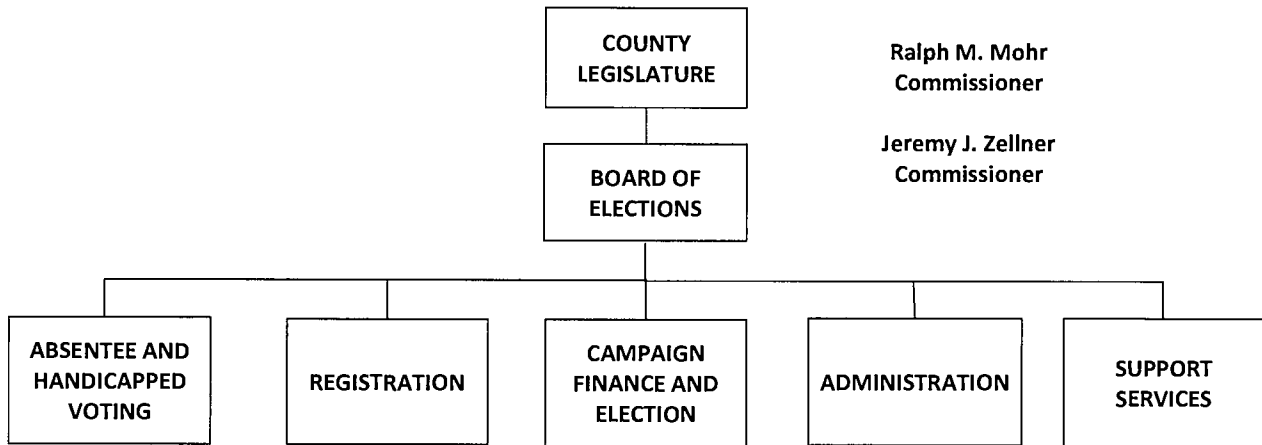 COUNTY
LEGISLATURE
Ralph M. Mohr
Commissioner
Jeremy J. Zellner
Commissioner
BOARD OF
ELECTIONS
ABSENTEE AND
HANDICAPPED
VOTING
REGISTRATION
CAMPAIGN
FINANCE AND
ELECTION
ADMINISTRATION
SUPPORT
SERVICES